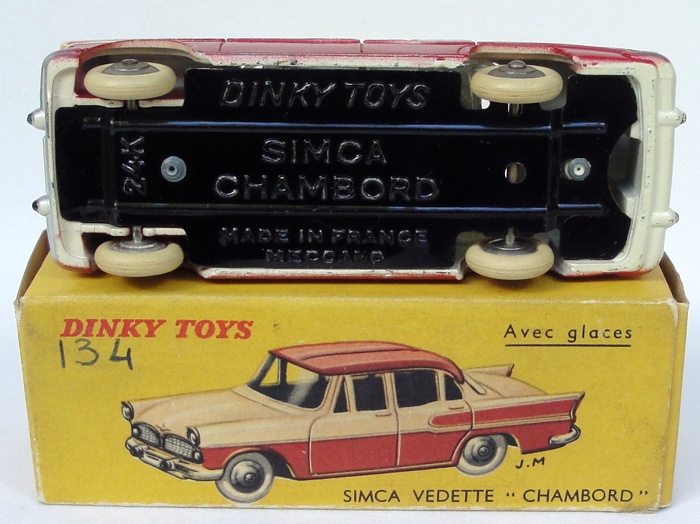 DINKY TOYS
24K
SIMCA
CHAMBORD
MADE IN FRANCE
MECCANO
DINKY TOYS
134
Avec glaces
J.M
SIMCA VEDETTE "CHAMBORD"